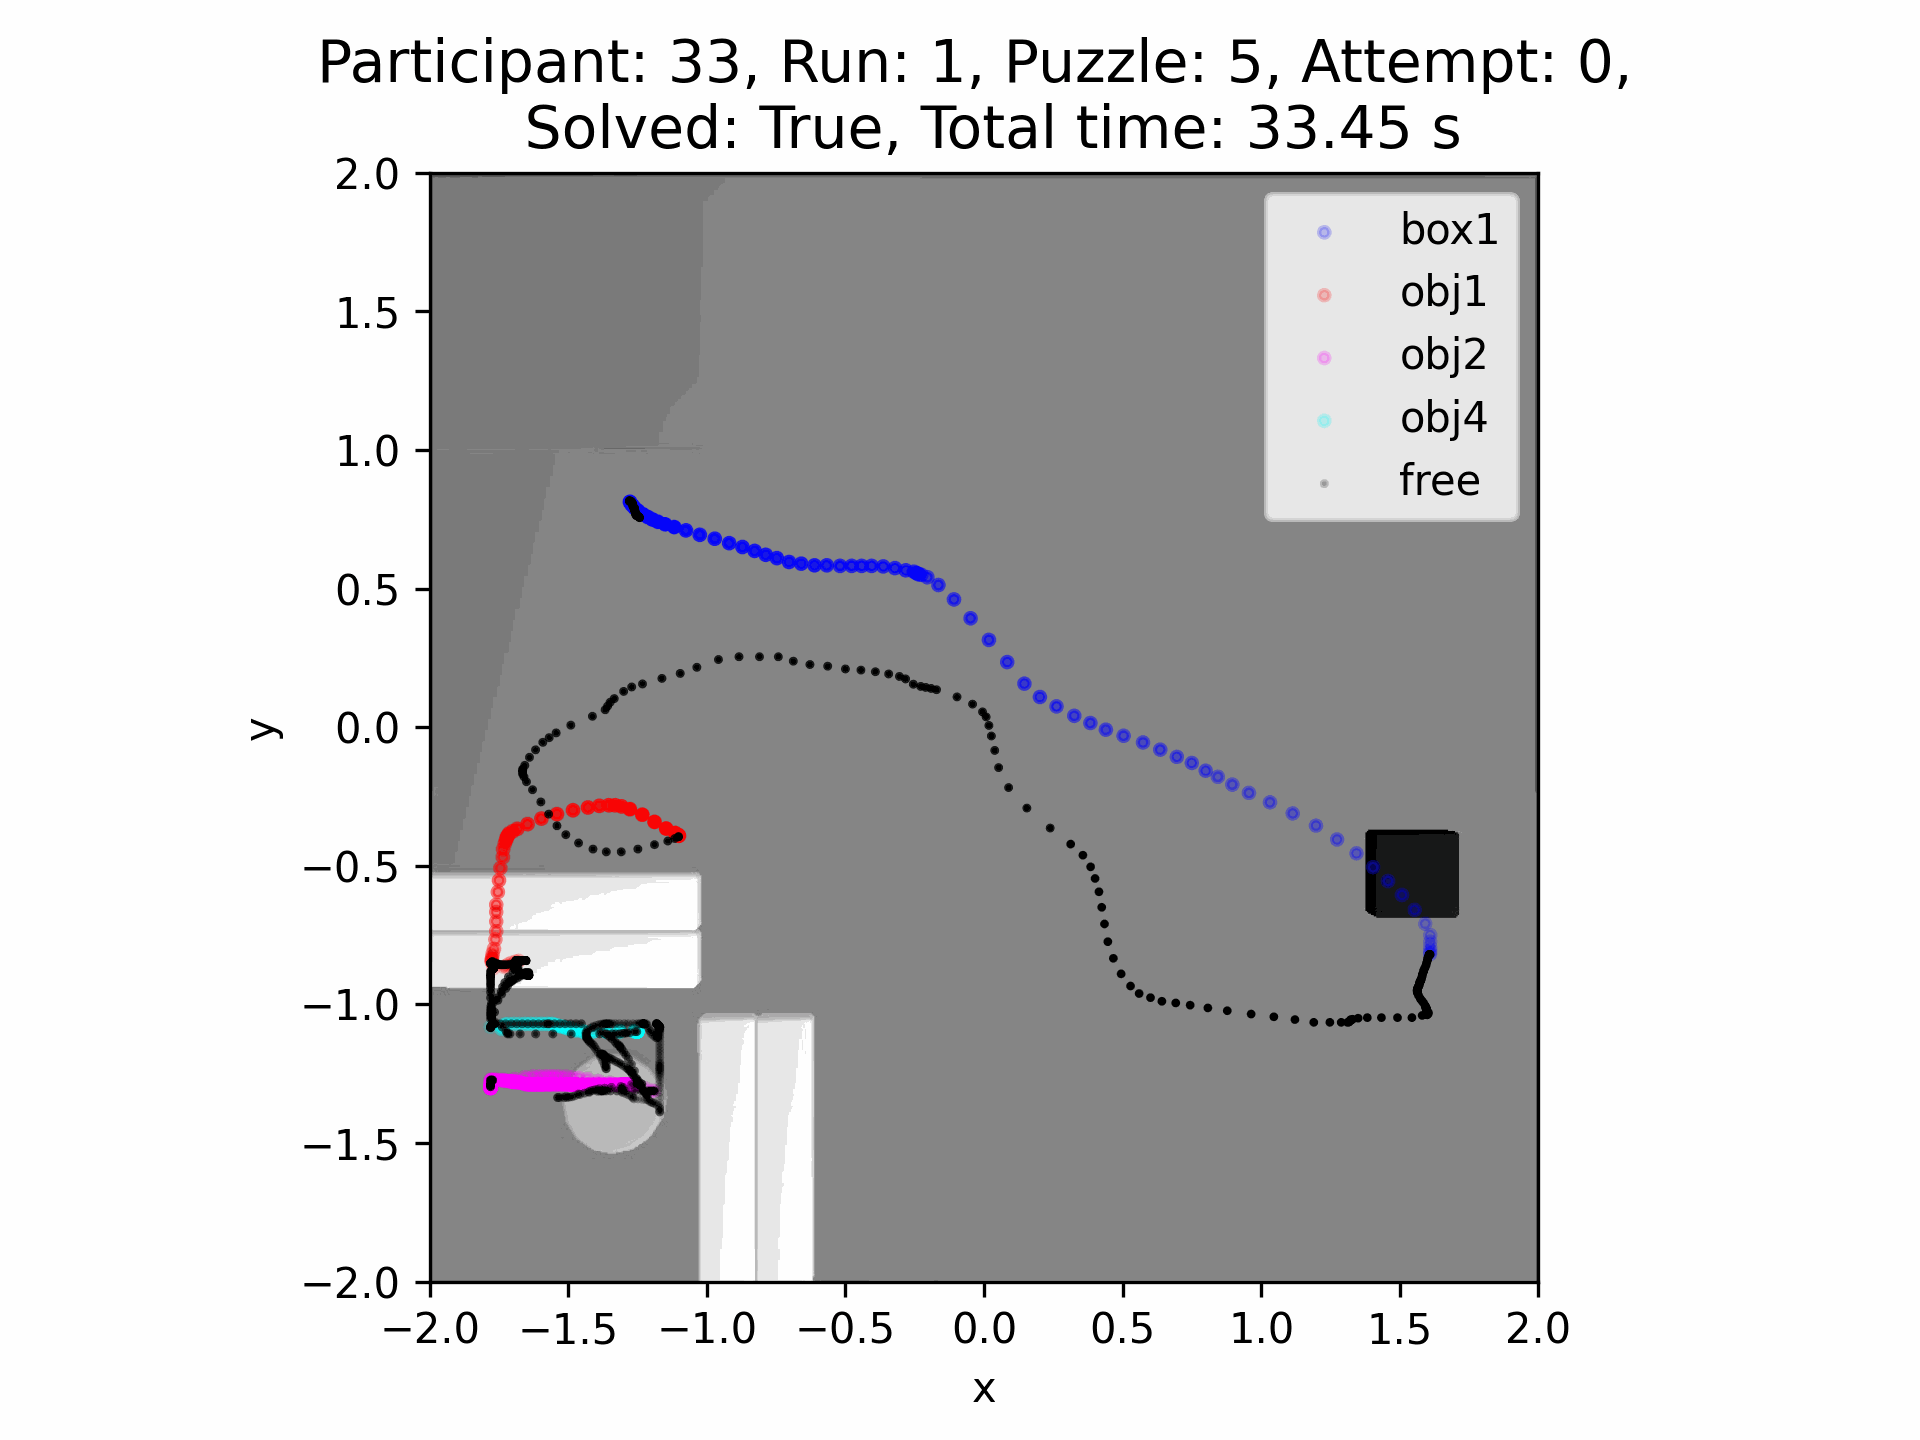 Participant: 33, Run: 1, Puzzle: 5, Attempt: 0,
Solved: True, Total time: 33.45 s
2.0
1.5
1.0
0.5
0.0
−0.5
−1.0
−1.5
−2.0
y
box1
obj1
obj2
obj4
free
−2.0 −1.5 −1.0 −0.5 0.0 0.5 1.0 1.5 2.0
x